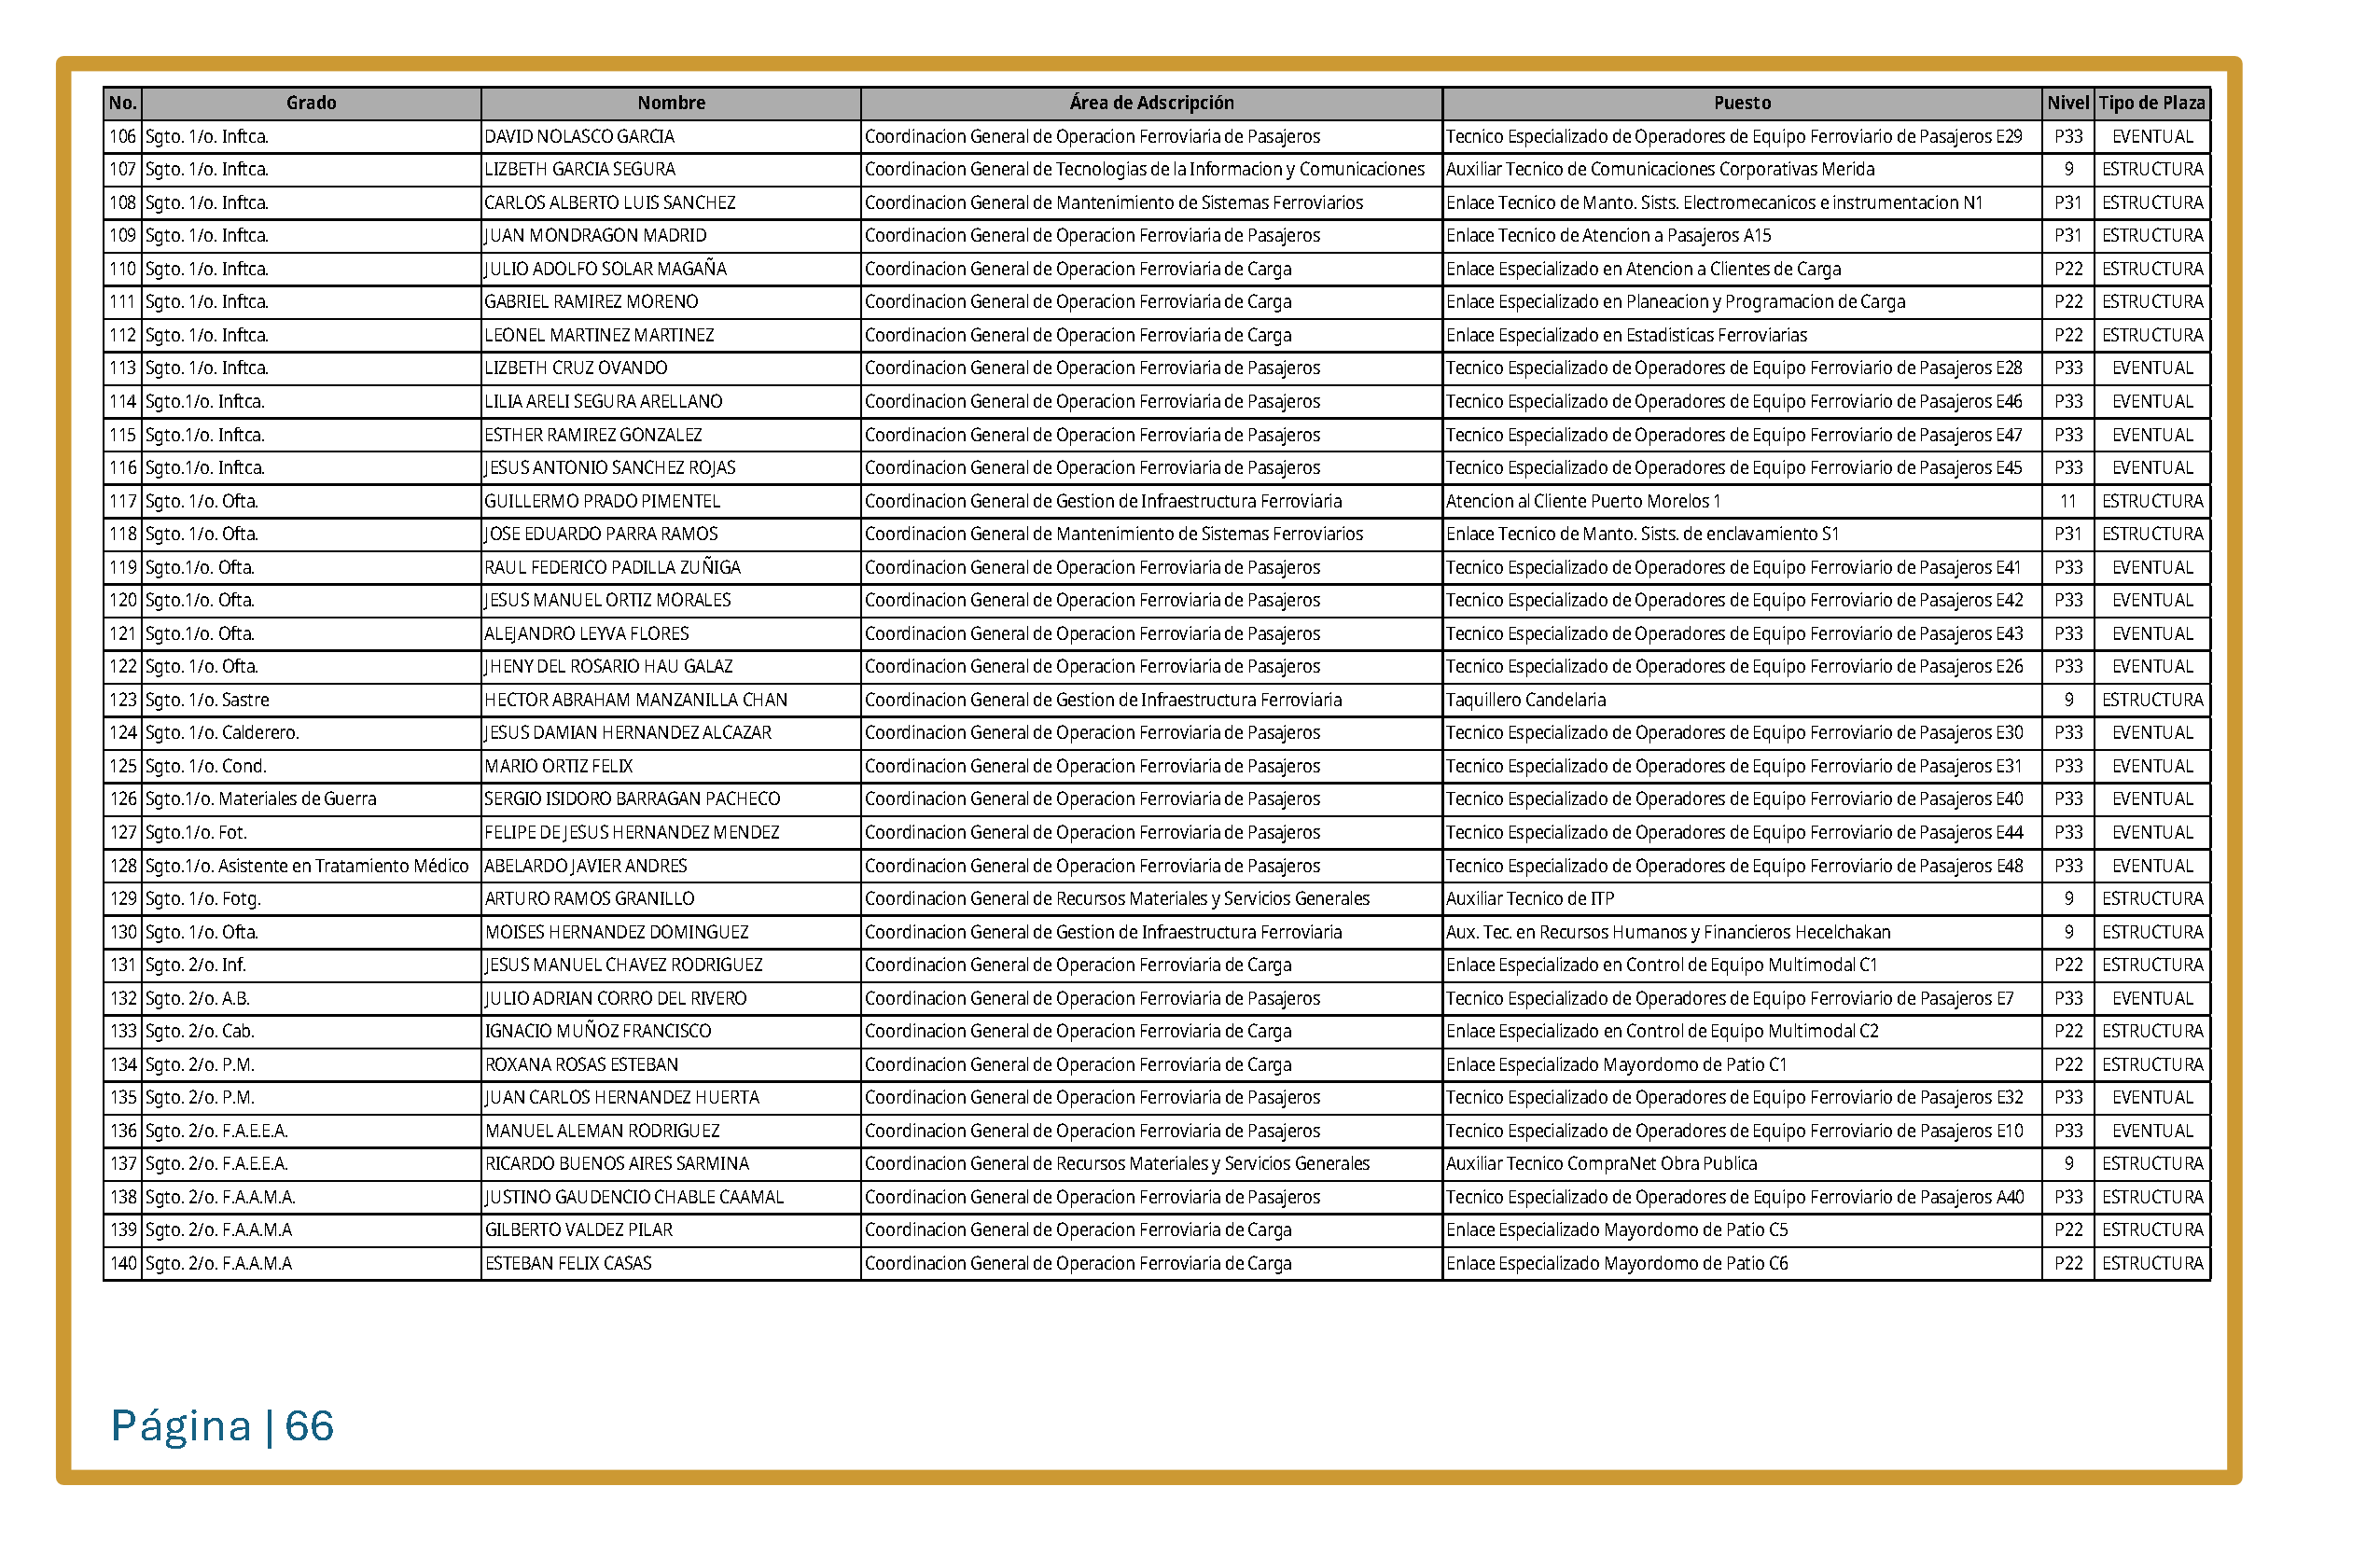 No. Grado Nombre Área de Adscripción Puesto Nivel Tipo de Plaza
106 Sgto. 1/o. Inftca. DAVID NOLASCO GARCIA Coordinacion General de Operacion Ferroviaria de Pasajeros Tecnico Especializado de Operadores de Equipo Ferroviario de Pasajeros E29 P33 EVENTUAL
107 Sgto. 1/o. Inftca. LIZBETH GARCIA SEGURA Coordinacion General de Tecnologias de la Informacion y Comunicaciones Auxiliar Tecnico de Comunicaciones Corporativas Merida 9 ESTRUCTURA
108 Sgto. 1/o. Inftca. CARLOS ALBERTO LUIS SANCHEZ Coordinacion General de Mantenimiento de Sistemas Ferroviarios Enlace Tecnico de Manto. Sists. Electromecanicos e instrumentacion N1 P31 ESTRUCTURA
109 Sgto. 1/o. Inftca. JUAN MONDRAGON MADRID Coordinacion General de Operacion Ferroviaria de Pasajeros Enlace Tecnico de Atencion a Pasajeros A15 P31 ESTRUCTURA
110 Sgto. 1/o. Inftca. JULIO ADOLFO SOLAR MAGAÑA Coordinacion General de Operacion Ferroviaria de Carga Enlace Especializado en Atencion a Clientes de Carga P22 ESTRUCTURA
111 Sgto. 1/o. Inftca. GABRIEL RAMIREZ MORENO Coordinacion General de Operacion Ferroviaria de Carga Enlace Especializado en Planeacion y Programacion de Carga P22 ESTRUCTURA
112 Sgto. 1/o. Inftca. LEONEL MARTINEZ MARTINEZ Coordinacion General de Operacion Ferroviaria de Carga Enlace Especializado en Estadisticas Ferroviarias P22 ESTRUCTURA
113 Sgto. 1/o. Inftca. LIZBETH CRUZ OVANDO Coordinacion General de Operacion Ferroviaria de Pasajeros Tecnico Especializado de Operadores de Equipo Ferroviario de Pasajeros E28 P33 EVENTUAL
114 Sgto.1/o. Inftca. LILIA ARELI SEGURA ARELLANO Coordinacion General de Operacion Ferroviaria de Pasajeros Tecnico Especializado de Operadores de Equipo Ferroviario de Pasajeros E46 P33 EVENTUAL
115 Sgto.1/o. Inftca. ESTHER RAMIREZ GONZALEZ Coordinacion General de Operacion Ferroviaria de Pasajeros Tecnico Especializado de Operadores de Equipo Ferroviario de Pasajeros E47 P33 EVENTUAL
116 Sgto.1/o. Inftca. JESUS ANTONIO SANCHEZ ROJAS Coordinacion General de Operacion Ferroviaria de Pasajeros Tecnico Especializado de Operadores de Equipo Ferroviario de Pasajeros E45 P33 EVENTUAL
117 Sgto. 1/o. Ofta. GUILLERMO PRADO PIMENTEL Coordinacion General de Gestion de Infraestructura Ferroviaria Atencion al Cliente Puerto Morelos 1 11 ESTRUCTURA
118 Sgto. 1/o. Ofta. JOSE EDUARDO PARRA RAMOS Coordinacion General de Mantenimiento de Sistemas Ferroviarios Enlace Tecnico de Manto. Sists. de enclavamiento S1 P31 ESTRUCTURA
119 Sgto.1/o. Ofta. RAUL FEDERICO PADILLA ZUÑIGA Coordinacion General de Operacion Ferroviaria de Pasajeros Tecnico Especializado de Operadores de Equipo Ferroviario de Pasajeros E41 P33 EVENTUAL
120 Sgto.1/o. Ofta. JESUS MANUEL ORTIZ MORALES Coordinacion General de Operacion Ferroviaria de Pasajeros Tecnico Especializado de Operadores de Equipo Ferroviario de Pasajeros E42 P33 EVENTUAL
121 Sgto.1/o. Ofta. ALEJANDRO LEYVA FLORES Coordinacion General de Operacion Ferroviaria de Pasajeros Tecnico Especializado de Operadores de Equipo Ferroviario de Pasajeros E43 P33 EVENTUAL
122 Sgto. 1/o. Ofta. JHENY DEL ROSARIO HAU GALAZ Coordinacion General de Operacion Ferroviaria de Pasajeros Tecnico Especializado de Operadores de Equipo Ferroviario de Pasajeros E26 P33 EVENTUAL
123 Sgto. 1/o. Sastre HECTOR ABRAHAM MANZANILLA CHAN Coordinacion General de Gestion de Infraestructura Ferroviaria Taquillero Candelaria 9 ESTRUCTURA
124 Sgto. 1/o. Calderero. JESUS DAMIAN HERNANDEZ ALCAZAR Coordinacion General de Operacion Ferroviaria de Pasajeros Tecnico Especializado de Operadores de Equipo Ferroviario de Pasajeros E30 P33 EVENTUAL
125 Sgto. 1/o. Cond. MARIO ORTIZ FELIX Coordinacion General de Operacion Ferroviaria de Pasajeros Tecnico Especializado de Operadores de Equipo Ferroviario de Pasajeros E31 P33 EVENTUAL
126 Sgto.1/o. Materiales de Guerra SERGIO ISIDORO BARRAGAN PACHECO Coordinacion General de Operacion Ferroviaria de Pasajeros Tecnico Especializado de Operadores de Equipo Ferroviario de Pasajeros E40 P33 EVENTUAL
127 Sgto.1/o. Fot. FELIPE DE JESUS HERNANDEZ MENDEZ Coordinacion General de Operacion Ferroviaria de Pasajeros Tecnico Especializado de Operadores de Equipo Ferroviario de Pasajeros E44 P33 EVENTUAL
128 Sgto.1/o. Asistente en Tratamiento Médico ABELARDO JAVIER ANDRES Coordinacion General de Operacion Ferroviaria de Pasajeros Tecnico Especializado de Operadores de Equipo Ferroviario de Pasajeros E48 P33 EVENTUAL
129 Sgto. 1/o. Fotg. ARTURO RAMOS GRANILLO Coordinacion General de Recursos Materiales y Servicios Generales Auxiliar Tecnico de ITP 9 ESTRUCTURA
130 Sgto. 1/o. Ofta. MOISES HERNANDEZ DOMINGUEZ Coordinacion General de Gestion de Infraestructura Ferroviaria Aux. Tec. en Recursos Humanos y Financieros Hecelchakan 9 ESTRUCTURA
131 Sgto. 2/o. Inf. JESUS MANUEL CHAVEZ RODRIGUEZ Coordinacion General de Operacion Ferroviaria de Carga Enlace Especializado en Control de Equipo Multimodal C1 P22 ESTRUCTURA
132 Sgto. 2/o. A.B. JULIO ADRIAN CORRO DEL RIVERO Coordinacion General de Operacion Ferroviaria de Pasajeros Tecnico Especializado de Operadores de Equipo Ferroviario de Pasajeros E7 P33 EVENTUAL
133 Sgto. 2/o. Cab. IGNACIO MUÑOZ FRANCISCO Coordinacion General de Operacion Ferroviaria de Carga Enlace Especializado en Control de Equipo Multimodal C2 P22 ESTRUCTURA
134 Sgto. 2/o. P.M. ROXANA ROSAS ESTEBAN Coordinacion General de Operacion Ferroviaria de Carga Enlace Especializado Mayordomo de Patio C1 P22 ESTRUCTURA
135 Sgto. 2/o. P.M. JUAN CARLOS HERNANDEZ HUERTA Coordinacion General de Operacion Ferroviaria de Pasajeros Tecnico Especializado de Operadores de Equipo Ferroviario de Pasajeros E32 P33 EVENTUAL
136 Sgto. 2/o. F.A.E.E.A. MANUEL ALEMAN RODRIGUEZ Coordinacion General de Operacion Ferroviaria de Pasajeros Tecnico Especializado de Operadores de Equipo Ferroviario de Pasajeros E10 P33 EVENTUAL
137 Sgto. 2/o. F.A.E.E.A. RICARDO BUENOS AIRES SARMINA Coordinacion General de Recursos Materiales y Servicios Generales Auxiliar Tecnico CompraNet Obra Publica 9 ESTRUCTURA
138 Sgto. 2/o. F.A.A.M.A. JUSTINO GAUDENCIO CHABLE CAAMAL Coordinacion General de Operacion Ferroviaria de Pasajeros Tecnico Especializado de Operadores de Equipo Ferroviario de Pasajeros A40 P33 ESTRUCTURA
139 Sgto. 2/o. F.A.A.M.A GILBERTO VALDEZ PILAR Coordinacion General de Operacion Ferroviaria de Carga Enlace Especializado Mayordomo de Patio C5 P22 ESTRUCTURA
140 Sgto. 2/o. F.A.A.M.A ESTEBAN FELIX CASAS Coordinacion General de Operacion Ferroviaria de Carga Enlace Especializado Mayordomo de Patio C6 P22 ESTRUCTURA
Página | 66